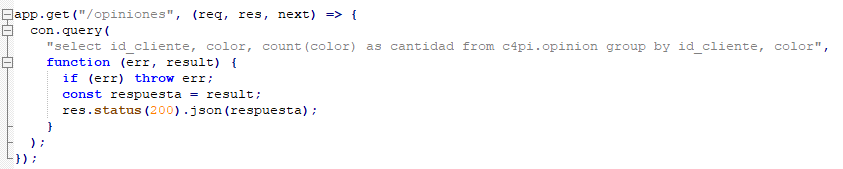 app.get("/opiniones", (req, res, next) => {
  con.query(
    "select id_cliente, color, count(color) as cantidad from c4pi.opinion group by id_cliente, color",
    function (err, result) {
      if (err) throw err;
      const respuesta = result;
      res.status(200).json(respuesta);
    }
  );
});